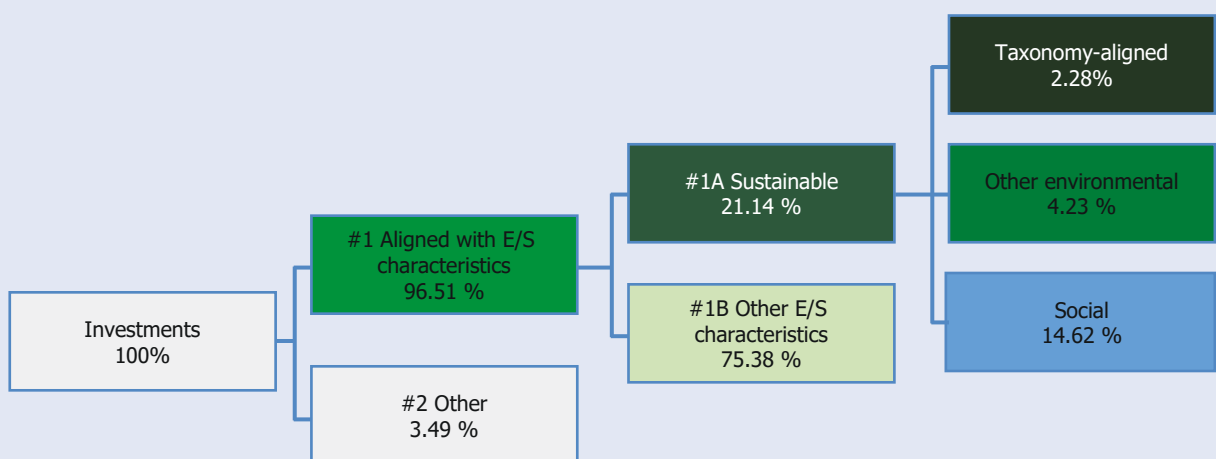 Investments
100%
#1 Aligned with E/S
characteristics
96.51 %
#2 Other
3.49 %
#1A Sustainable
21.14 %
#1B Other E/S
characteristics
75.38 %
Taxonomy-aligned
2.28%
Other environmental
4.23 %
Social
14.62 %